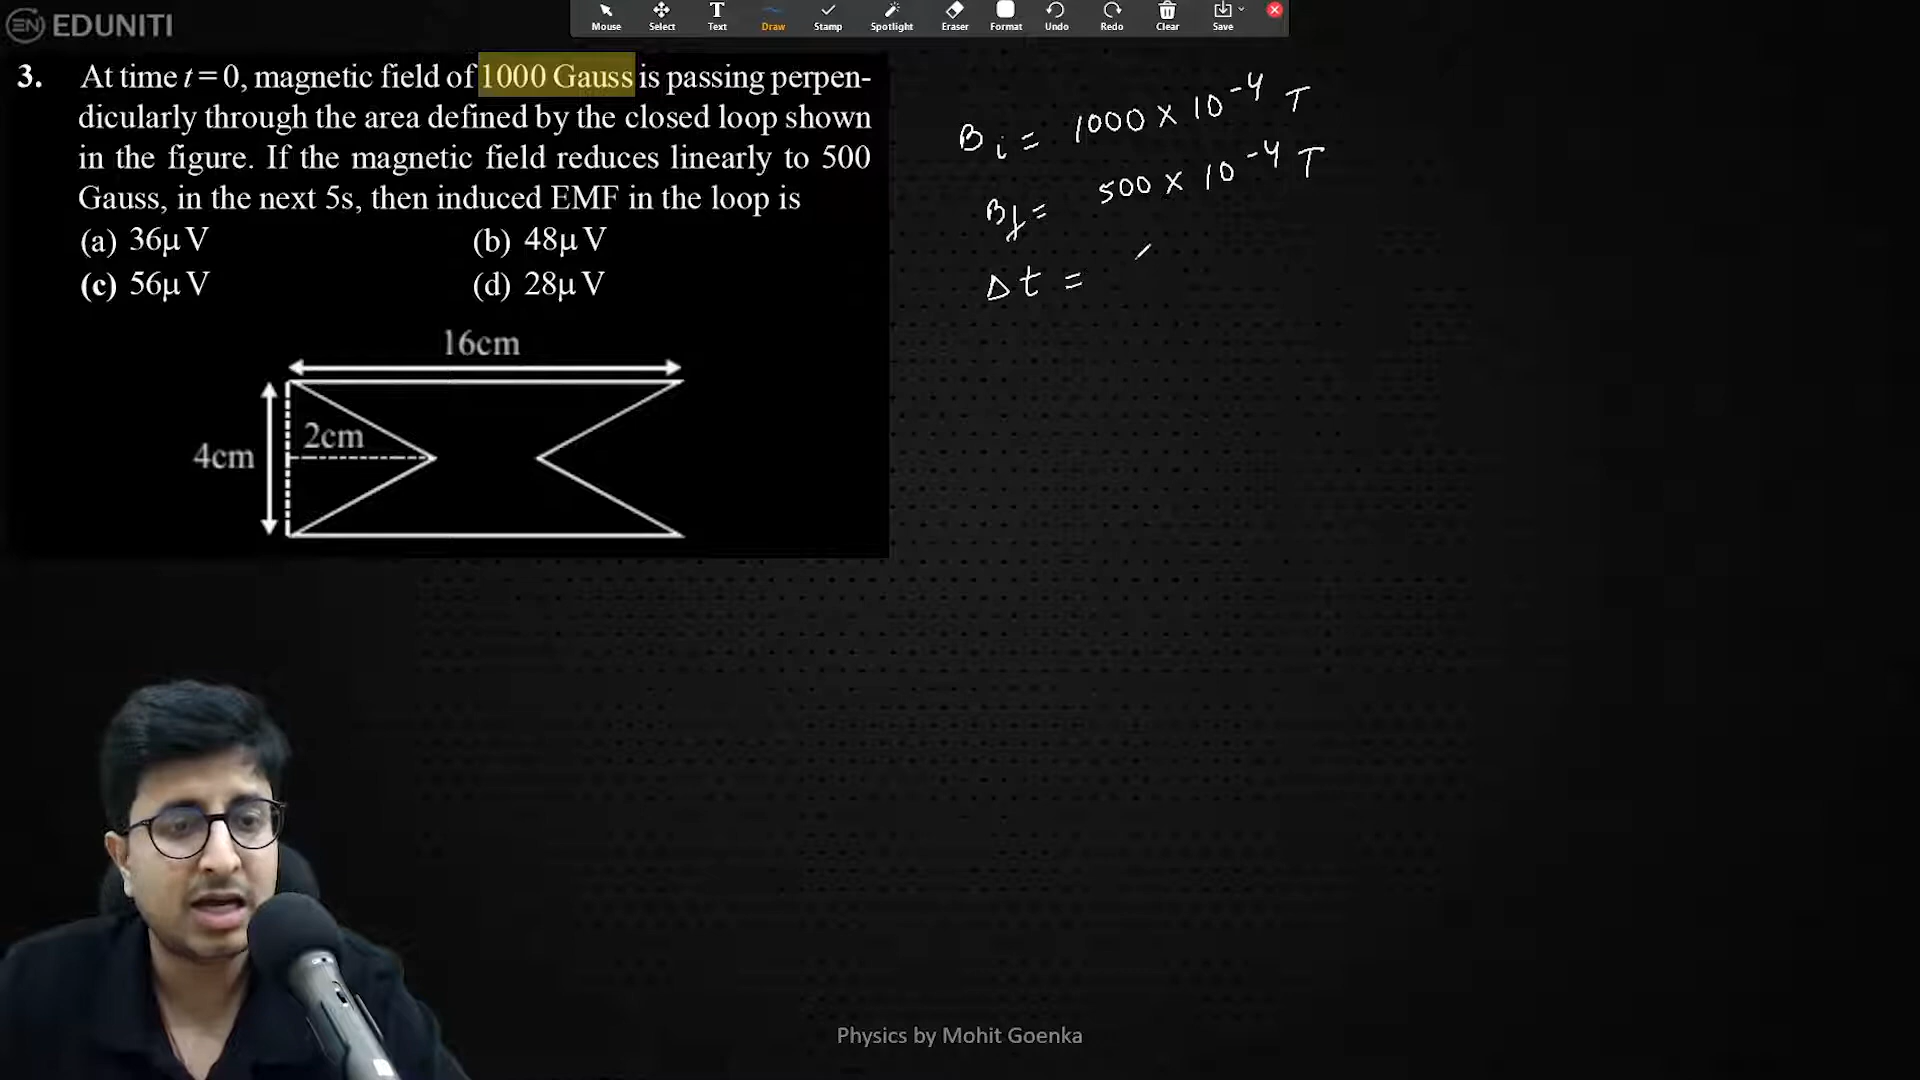 EDUNITI
Mouse Select Text Draw Stamp Spotlight Eraser Format Undo Redo Clear Save
3. At time t = 0, magnetic field of 1000 Gauss is passing perpen-
dicularly through the area defined by the closed loop shown
in the figure. If the magnetic field reduces linearly to 500
Gauss, in the next 5s, then induced EMF in the loop is
(a) 36μV (b) 48μV
(c) 56μV (d) 28μV
16cm
2cm
4cm
Bi = 1000 × 10⁻⁴ T
Bf = 500 × 10⁻⁴ T
Δt =
Physics by Mohit Goenka